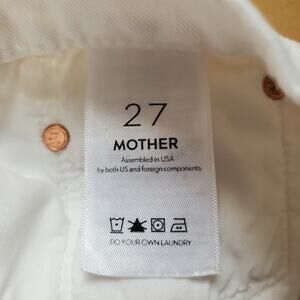 27
MOTHER
Assembled in USA
by both US and foreign components
DO YOUR OWN LAUNDRY